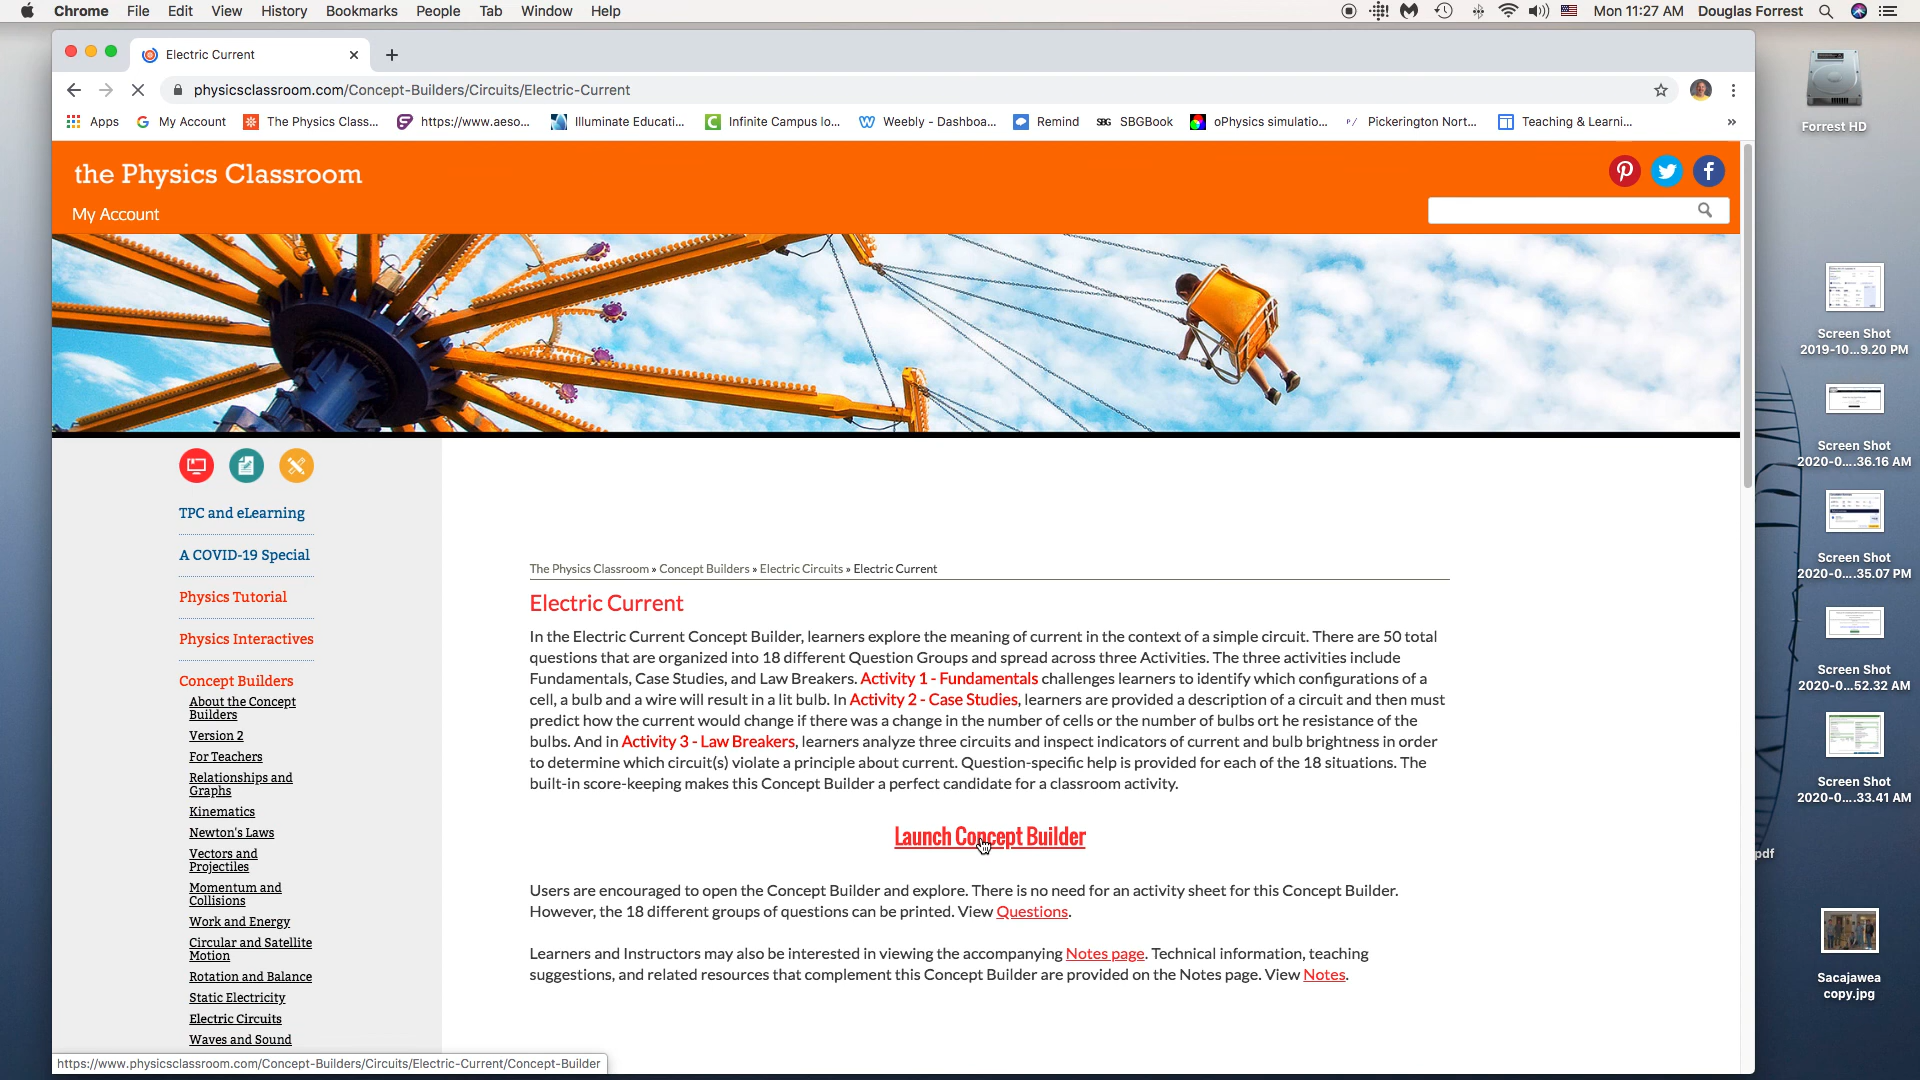 Chrome File Edit View History Bookmarks People Tab Window Help Mon 11:27 AM Douglas Forrest
Electric Current
physicsclassroom.com/Concept-Builders/Circuits/Electric-Current
Apps My Account The Physics Class... https://www.aeso... Illuminate Educati... Infinite Campus lo... Weebly - Dashboa... Remind SBG SBGBook oPhysics simulatio... Pickerington Nort... Teaching & Learni... »
the Physics Classroom
My Account
TPC and eLearning
A COVID-19 Special
Physics Tutorial
Physics Interactives
Concept Builders
About the Concept
Builders
Version 2
For Teachers
Relationships and
Graphs
Kinematics
Newton's Laws
Vectors and
Projectiles
Momentum and
Collisions
Work and Energy
Circular and Satellite
Motion
Rotation and Balance
Static Electricity
Electric Circuits
Waves and Sound
The Physics Classroom » Concept Builders » Electric Circuits » Electric Current
Electric Current
In the Electric Current Concept Builder, learners explore the meaning of current in the context of a simple circuit. There are 50 total
questions that are organized into 18 different Question Groups and spread across three Activities. The three activities include
Fundamentals, Case Studies, and Law Breakers. Activity 1 - Fundamentals challenges learners to identify which configurations of a
cell, a bulb and a wire will result in a lit bulb. In Activity 2 - Case Studies, learners are provided a description of a circuit and then must
predict how the current would change if there was a change in the number of cells or the number of bulbs ort he resistance of the
bulbs. And in Activity 3 - Law Breakers, learners analyze three circuits and inspect indicators of current and bulb brightness in order
to determine which circuit(s) violate a principle about current. Question-specific help is provided for each of the 18 situations. The
built-in score-keeping makes this Concept Builder a perfect candidate for a classroom activity.
Launch Concept Builder
Users are encouraged to open the Concept Builder and explore. There is no need for an activity sheet for this Concept Builder.
However, the 18 different groups of questions can be printed. View Questions.
Learners and Instructors may also be interested in viewing the accompanying Notes page. Technical information, teaching
suggestions, and related resources that complement this Concept Builder are provided on the Notes page. View Notes.
https://www.physicsclassroom.com/Concept-Builders/Circuits/Electric-Current/Concept-Builder
Forrest HD
Screen Shot
2019-10...9.20 PM
Screen Shot
2020-0....36.16 AM
Screen Shot
2020-0....35.07 PM
Screen Shot
2020-0...52.32 AM
Screen Shot
2020-0....33.41 AM
pdf
Sacajawea
copy.jpg